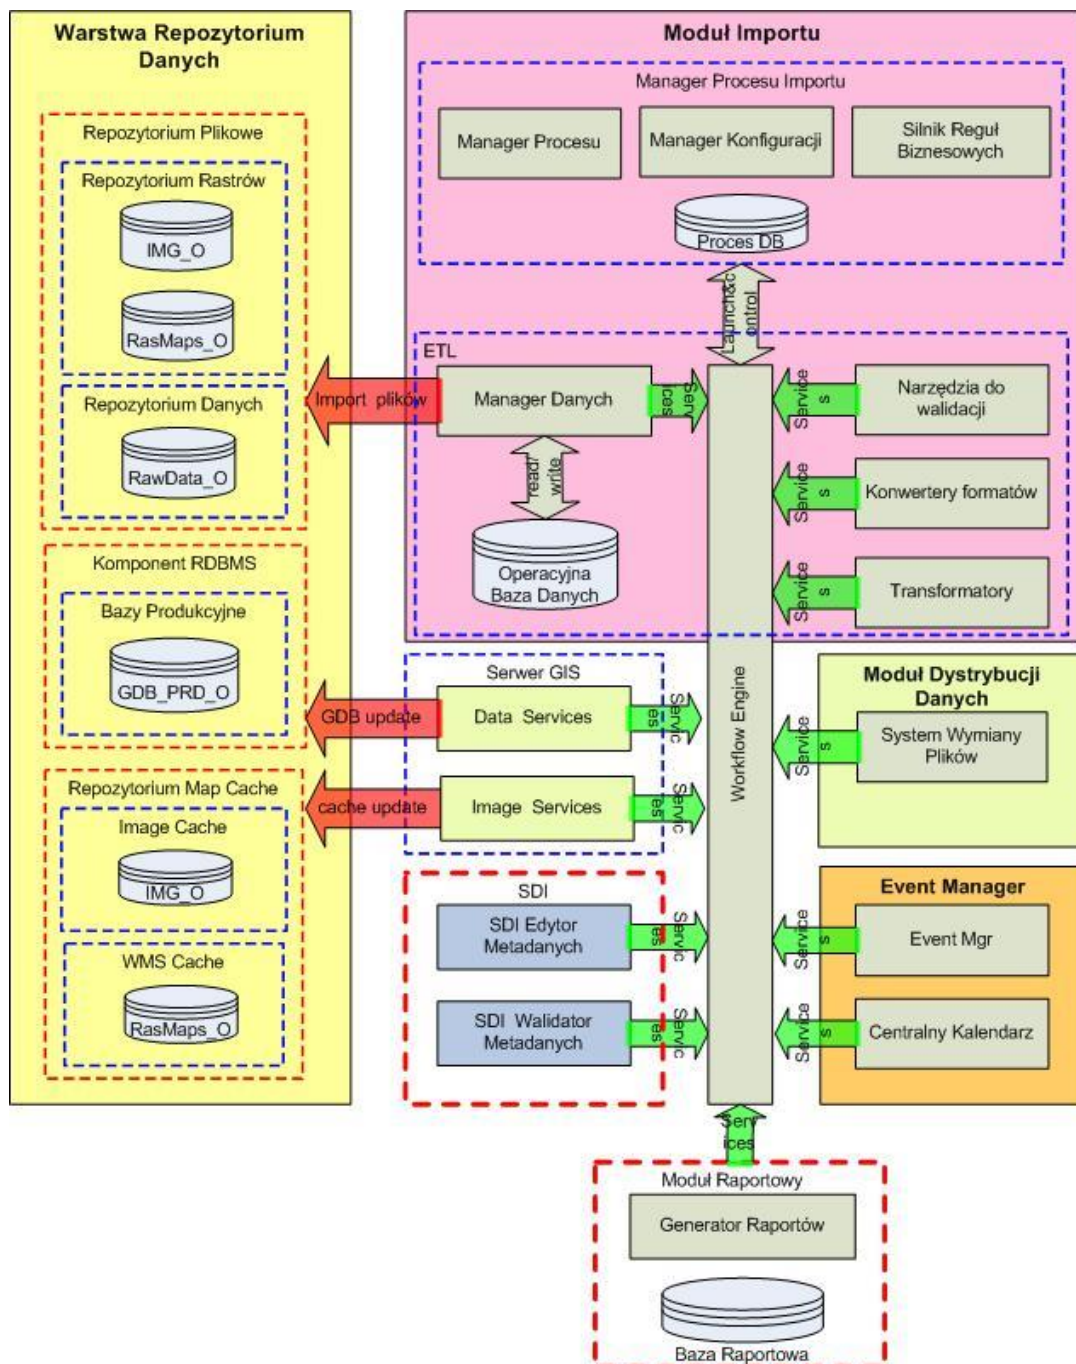 Warstwa Repozytorium
Danych
Repozytorium Plikowe
Repozytorium Rastrów
IMG_O
RasMaps_O
Repozytorium Danych
RawData_O
Komponent RDBMS
Bazy Produkcyjne
GDB_PRD_O
Repozytorium Map Cache
Image Cache
IMG_O
WMS Cache
RasMaps_O
Moduł Importu
Manager Procesu Importu
Manager Procesu
Manager Konfiguracji
Silnik Reguł
Biznesowych
Proces DB
Launch&c
ontrol
ETL
Import plików
Manager Danych
Serv
ices
read/
write
Operacyjna
Baza Danych
Workflow Engine
Service
s
Narzędzia do
walidacji
Service
s
Konwertery formatów
Service
s
Transformatory
Serwer GIS
GDB update
Data Services
Servic
es
cache update
Image Services
Servic
es
Moduł Dystrybucji
Danych
Service
s
System Wymiany
Plików
SDI
SDI Edytor
Metadanych
Servic
es
SDI Walidator
Metadanych
Servic
es
Event Manager
Service
s
Event Mgr
Service
s
Centralny Kalendarz
Serv
ices
Moduł Raportowy
Generator Raportów
Baza Raportowa